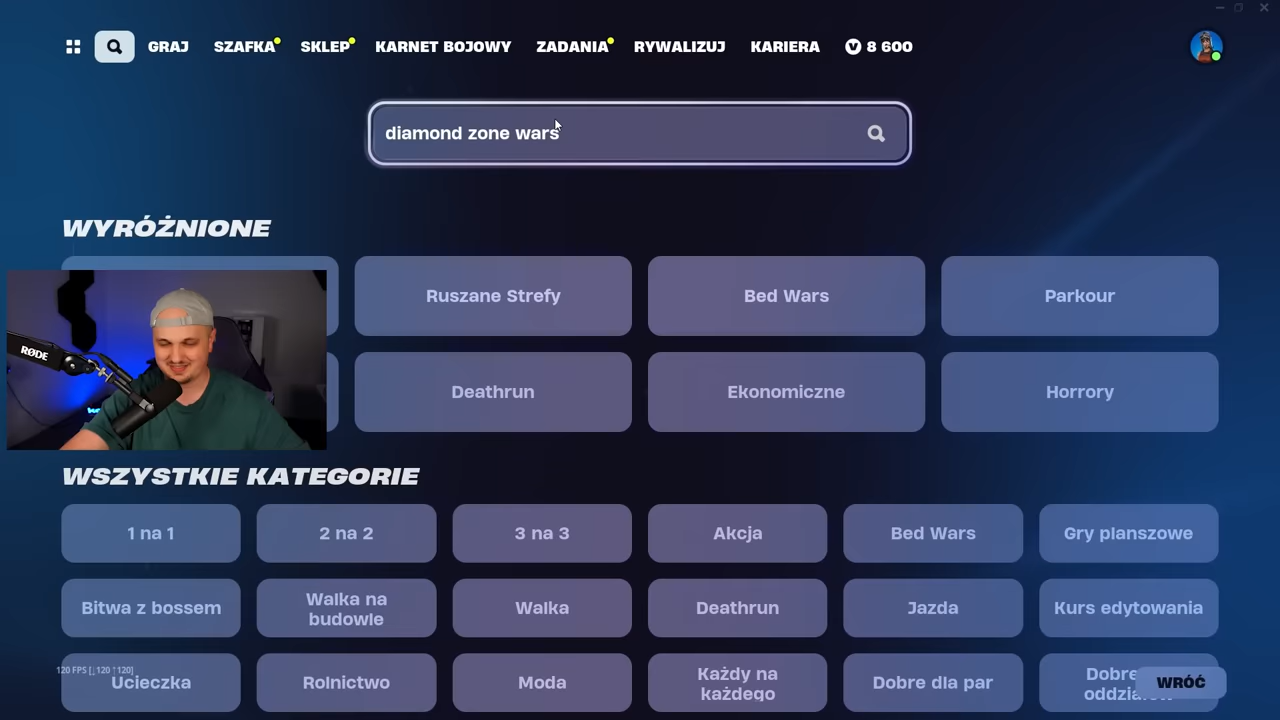 GRAJ SZAFKA SKLEP KARNET BOJOWY ZADANIA RYWALIZUJ KARIERA V 8 600
diamond zone wars
WYRÓŻNIONE
Ruszane Strefy Bed Wars Parkour
RØDE
Deathrun Ekonomiczne Horrory
WSZYSTKIE KATEGORIE
1 na 1 2 na 2 3 na 3 Akcja Bed Wars Gry planszowe
Bitwa z bossem Walka na budowle Walka Deathrun Jazda Kurs edytowania
120 FPS [↓120 ↑120]
Ucieczka Rolnictwo Moda Każdy na każdego Dobre dla par Dobre
WRÓĆ